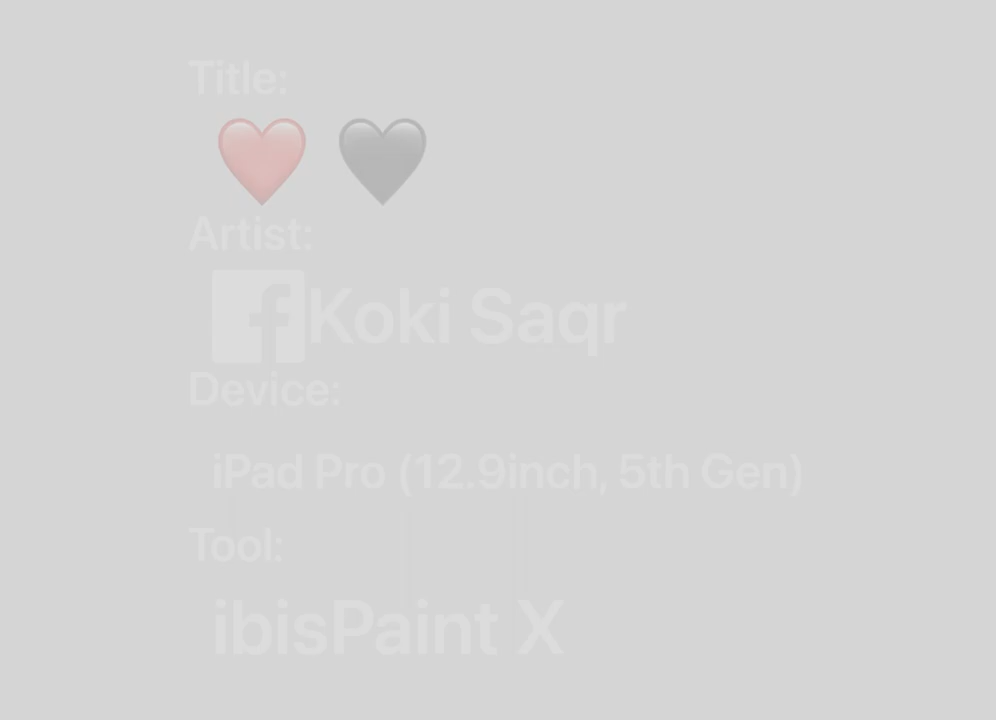 Title:
❤️ 🖤
Artist:
Koki Saqr
Device:
iPad Pro (12.9inch, 5th Gen)
Tool:
ibisPaint X